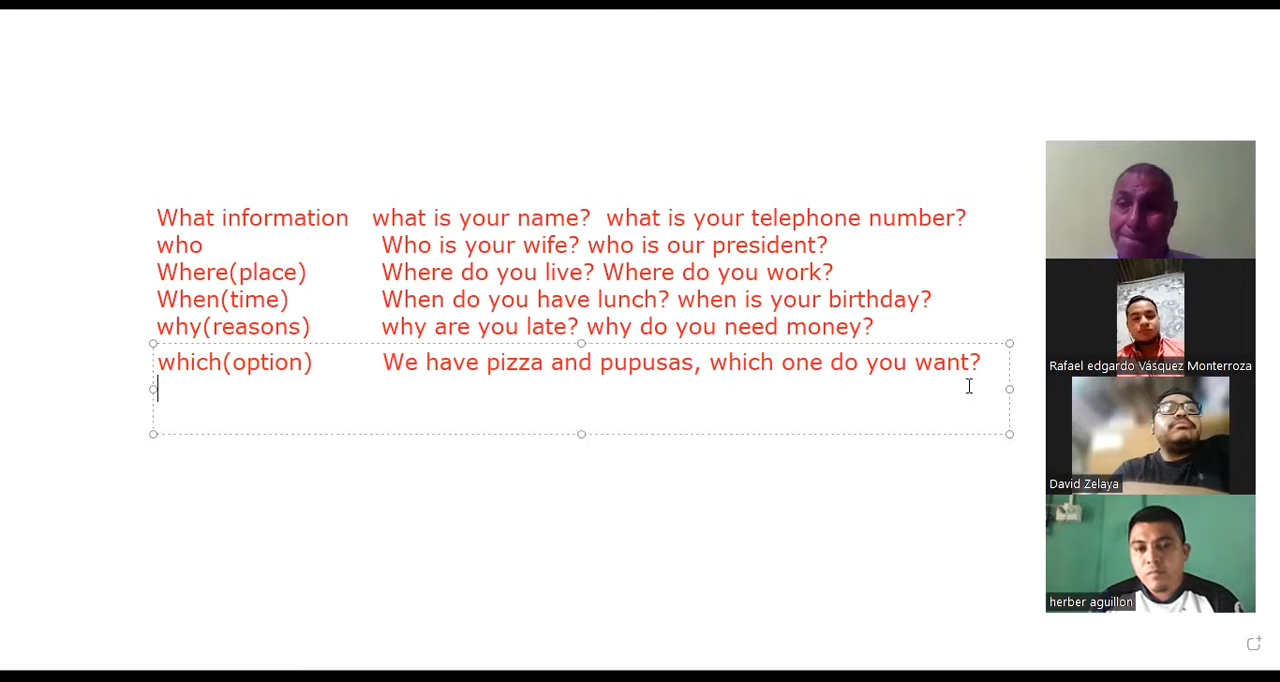 What information what is your name? what is your telephone number?
who Who is your wife? who is our president?
Where(place) Where do you live? Where do you work?
When(time) When do you have lunch? when is your birthday?
why(reasons) why are you late? why do you need money?
which(option) We have pizza and pupusas, which one do you want?
Rafael edgardo Vásquez Monterroza
David Zelaya
herber aguillon